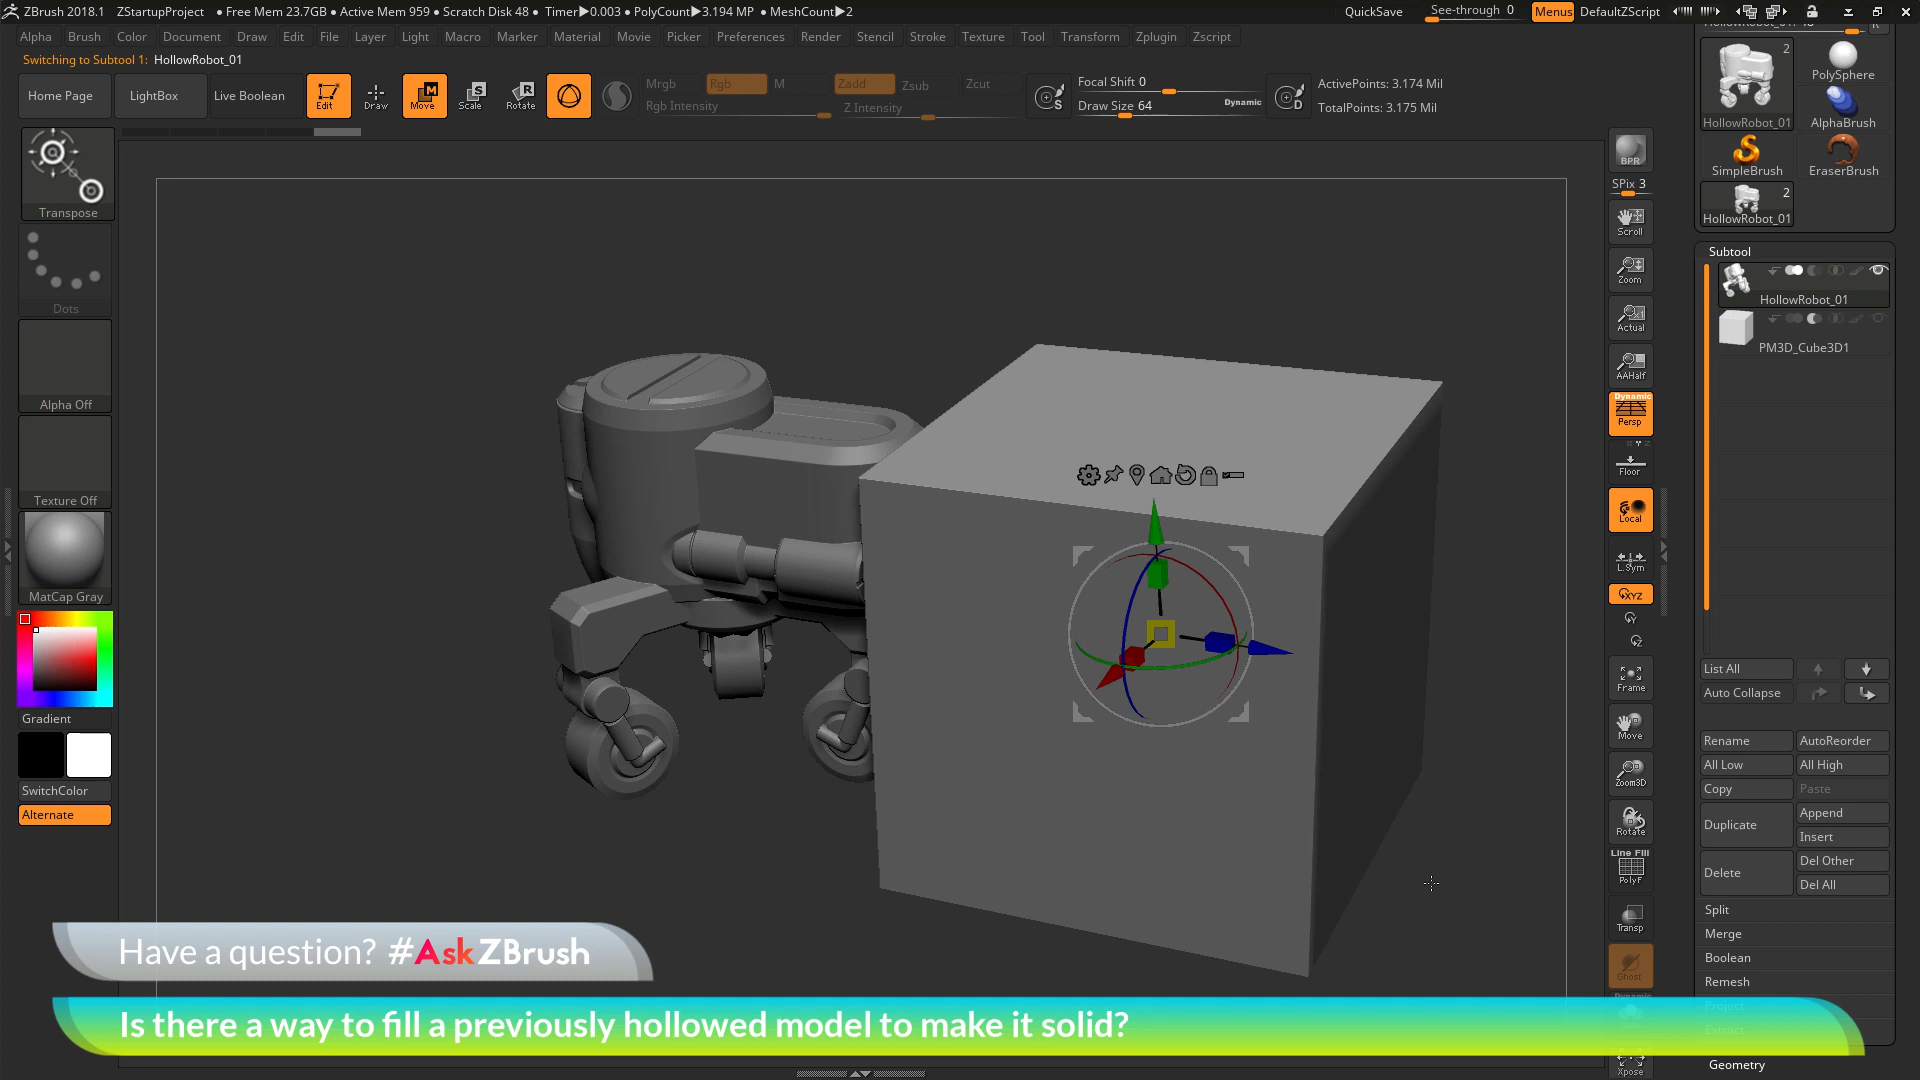 ZBrush 2018.1 ZStartupProject ● Free Mem 23.7GB ● Active Mem 959 ● Scratch Disk 48 ● Timer▶0.003 ● PolyCount▶3.194 MP ● MeshCount▶2 QuickSave See-through 0 Menus DefaultZScript
Alpha Brush Color Document Draw Edit File Layer Light Macro Marker Material Movie Picker Preferences Render Stencil Stroke Texture Tool Transform Zplugin Zscript
Switching to Subtool 1: HollowRobot_01
Home Page LightBox Live Boolean Edit Draw Move Scale Rotate
Mrgb Rgb M Zadd Zsub Zcut
Rgb Intensity Z Intensity
Focal Shift 0
Draw Size 64 Dynamic
ActivePoints: 3.174 Mil
TotalPoints: 3.175 Mil
Transpose
Dots
Alpha Off
Texture Off
MatCap Gray
Gradient
SwitchColor
Alternate
BPR
SPix 3
Scroll
Zoom
Actual
AAHalf
Dynamic
Persp
Floor
Local
L.Sym
XYZ
Y
Z
Frame
Move
Zoom3D
Rotate
Line Fill
PolyF
Transp
Ghost
Dynamic
Xpose
2
HollowRobot_01
PolySphere
AlphaBrush
SimpleBrush
EraserBrush
2
HollowRobot_01
Subtool
HollowRobot_01
PM3D_Cube3D1
List All
Auto Collapse
Rename AutoReorder
All Low All High
Copy Paste
Duplicate Append
Insert
Delete Del Other
Del All
Split
Merge
Boolean
Remesh
Project
Extract
Geometry
Have a question? #AskZBrush
Is there a way to fill a previously hollowed model to make it solid?